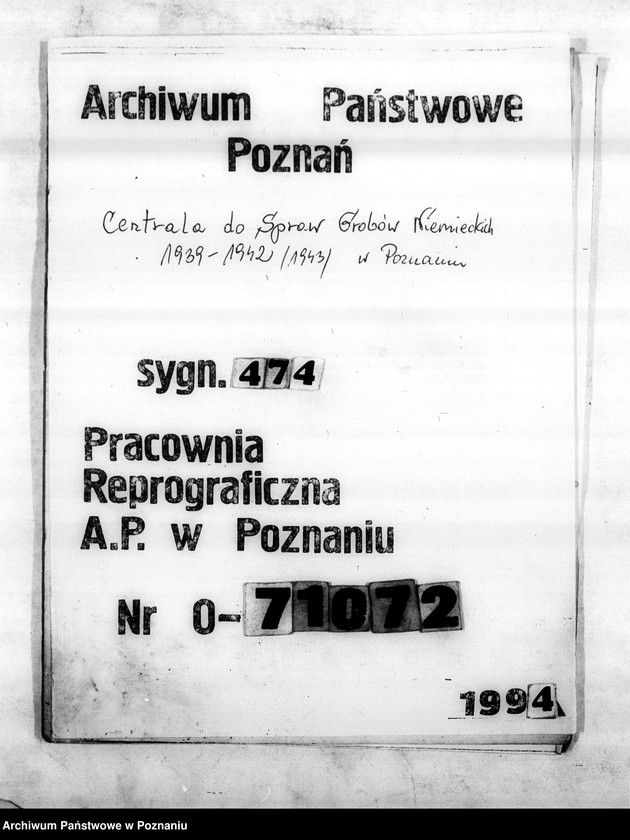 Archiwum Państwowe
Poznań
Centrala do Spraw Grobów Niemieckich
1939-1942 /1943/ w Poznaniu
sygn. 474
Pracownia
Reprograficzna
A.P. w Poznaniu
Nr O-71072
1994
Archiwum Państwowe w Poznaniu